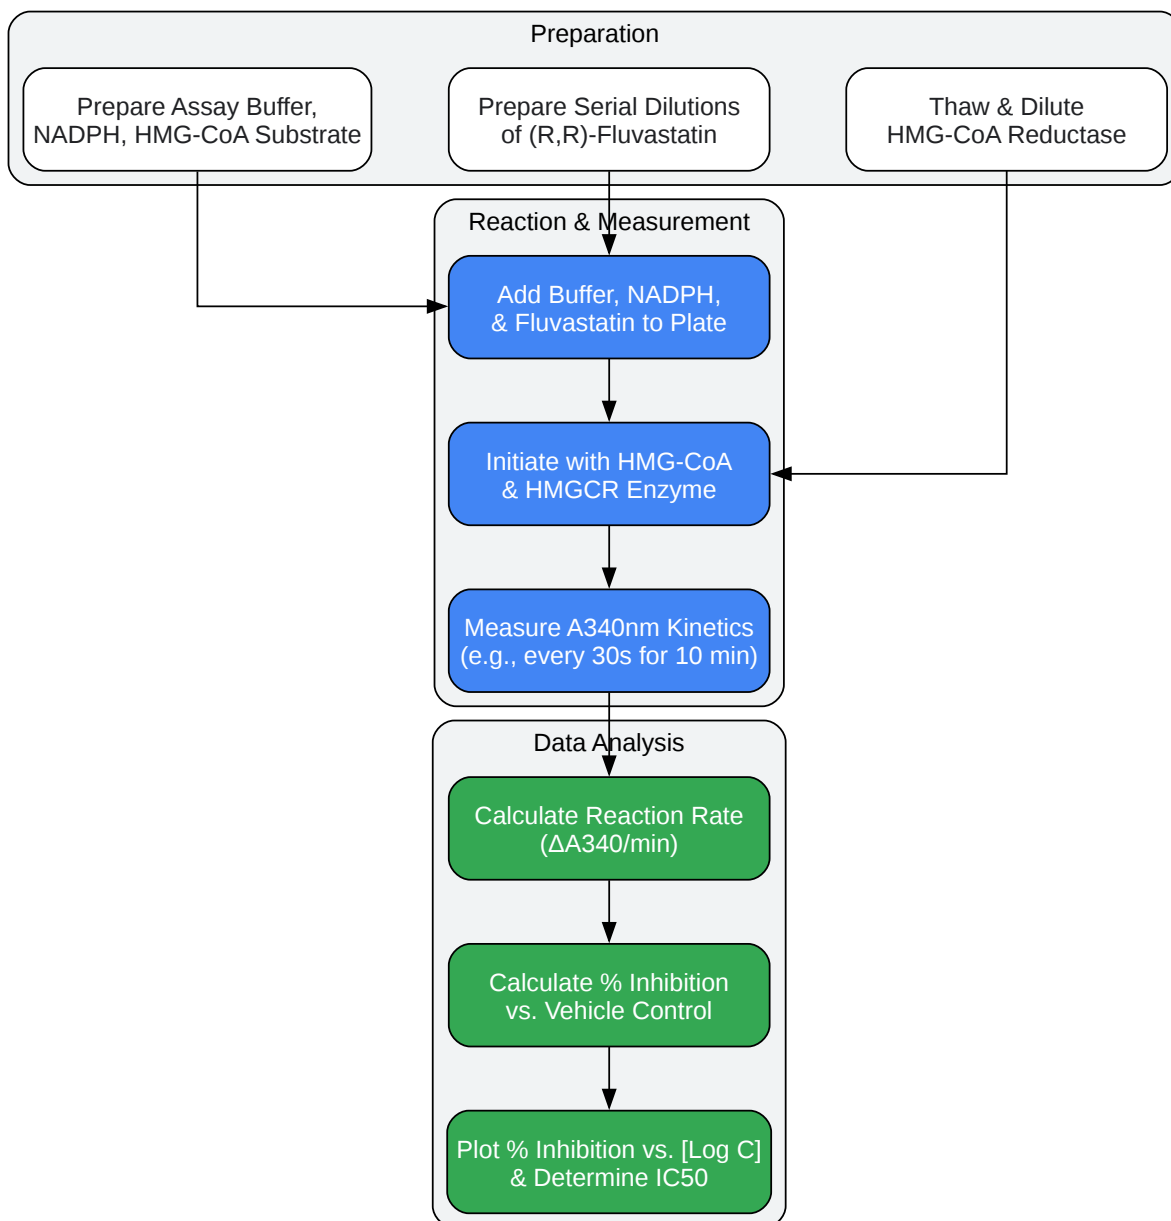 Preparation
Prepare Assay Buffer,
NADPH, HMG-CoA Substrate
Prepare Serial Dilutions
of (R,R)-Fluvastatin
Thaw & Dilute
HMG-CoA Reductase
Reaction & Measurement
Add Buffer, NADPH,
& Fluvastatin to Plate
Initiate with HMG-CoA
& HMGCR Enzyme
Measure A340nm Kinetics
(e.g., every 30s for 10 min)
Data Analysis
Calculate Reaction Rate
(ΔA340/min)
Calculate % Inhibition
vs. Vehicle Control
Plot % Inhibition vs. [Log C]
& Determine IC50